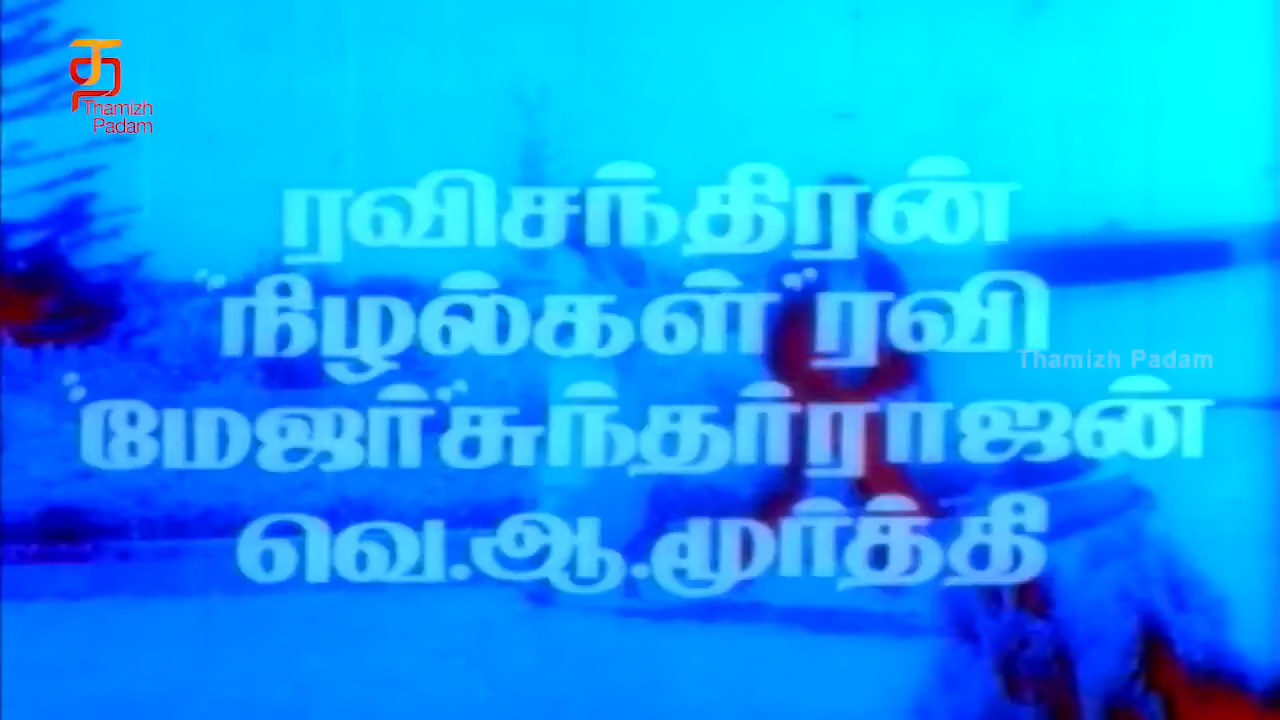 த
Thamizh
Padam
ரவிசந்திரன்
"நிழல்கள்" ரவி
Thamizh Padam
"மேஜர்" சுந்தர்ராஜன்
வெ.ஆ.மூர்த்தி